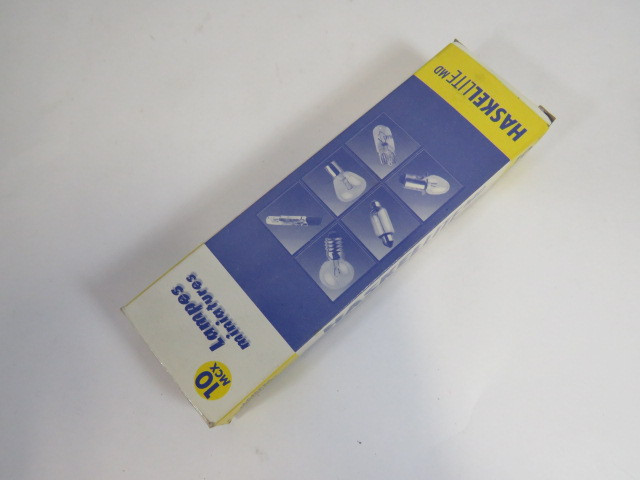 HASKELLITE MD
Lampes
miniatures
10
MCX